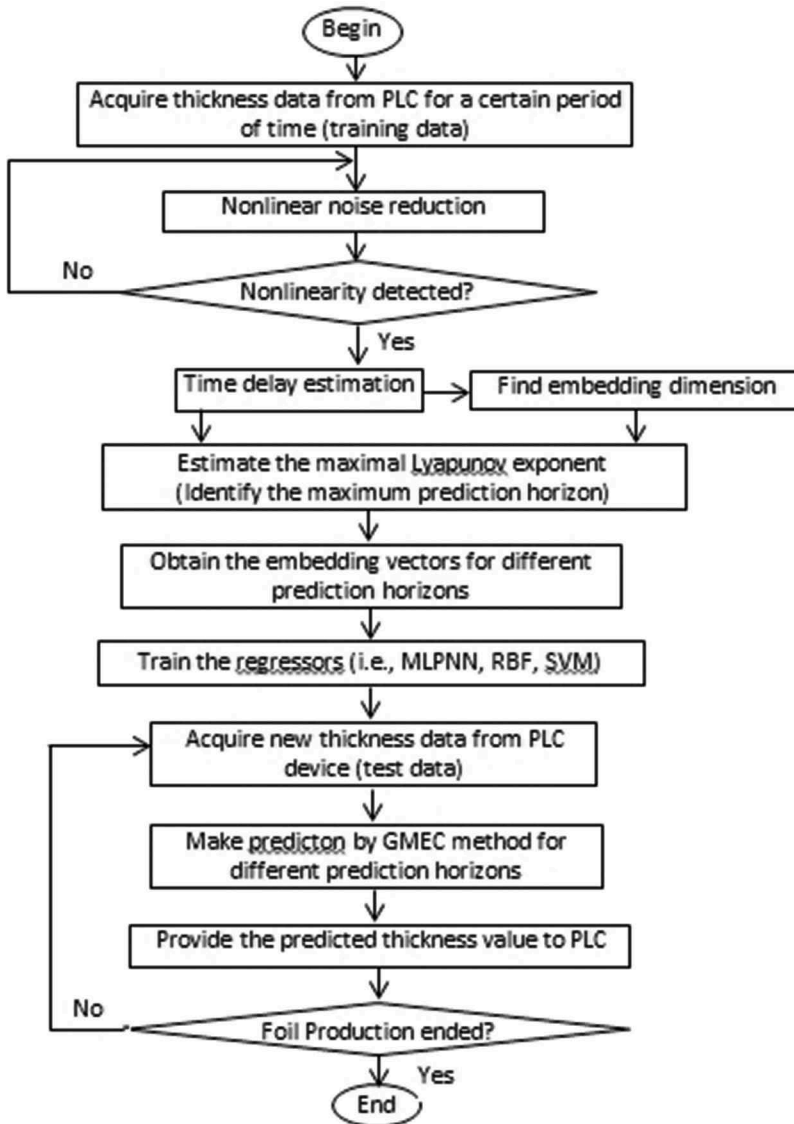 Begin
Acquire thickness data from PLC for a certain period
of time (training data)
Nonlinear noise reduction
No
Nonlinearity detected?
Yes
Time delay estimation
Find embedding dimension
Estimate the maximal Lyapunov exponent
(Identify the maximum prediction horizon)
Obtain the embedding vectors for different
prediction horizons
Train the regressors (i.e., MLPNN, RBF, SVM)
Acquire new thickness data from PLC
device (test data)
Make predicton by GMEC method for
different prediction horizons
Provide the predicted thickness value to PLC
No
Foil Production ended?
Yes
End